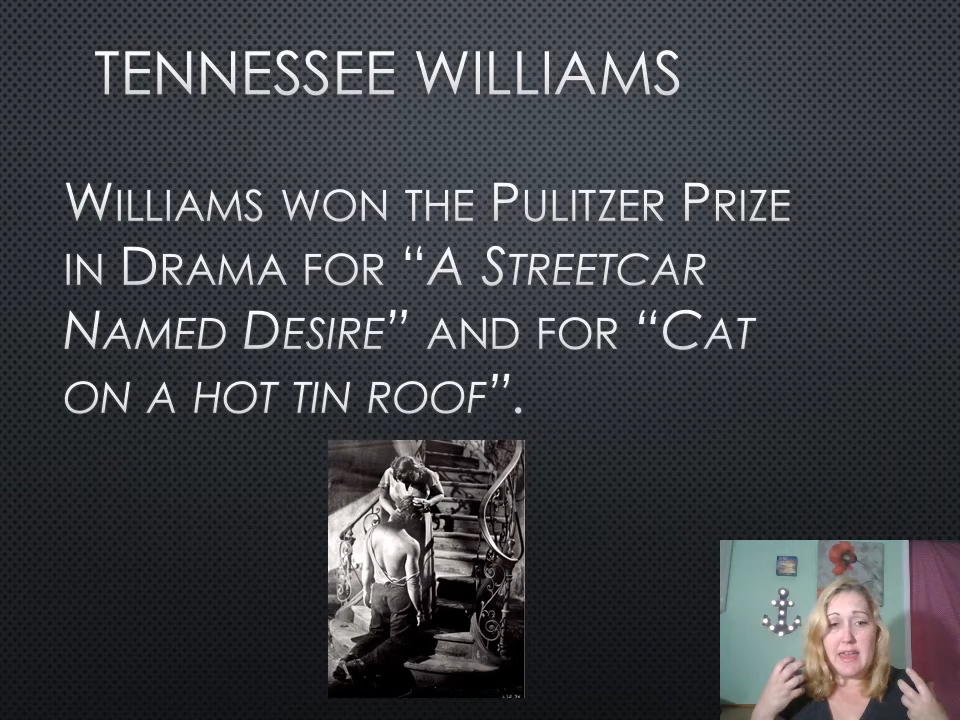 TENNESSEE WILLIAMS
WILLIAMS WON THE PULITZER PRIZE
IN DRAMA FOR “A STREETCAR
NAMED DESIRE” AND FOR “CAT
ON A HOT TIN ROOF”.